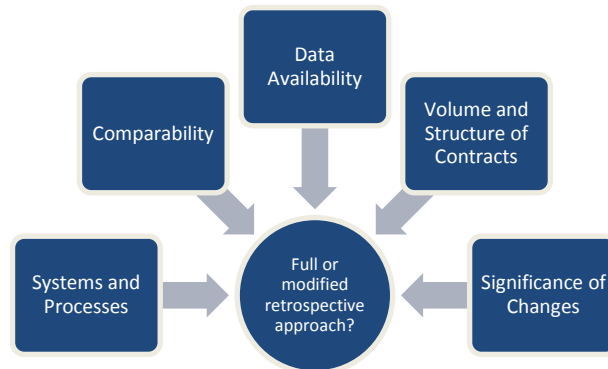 Data
Availability
Comparability
Volume and
Structure of
Contracts
Systems and
Processes
Full or
modified
retrospective
approach?
Significance of
Changes